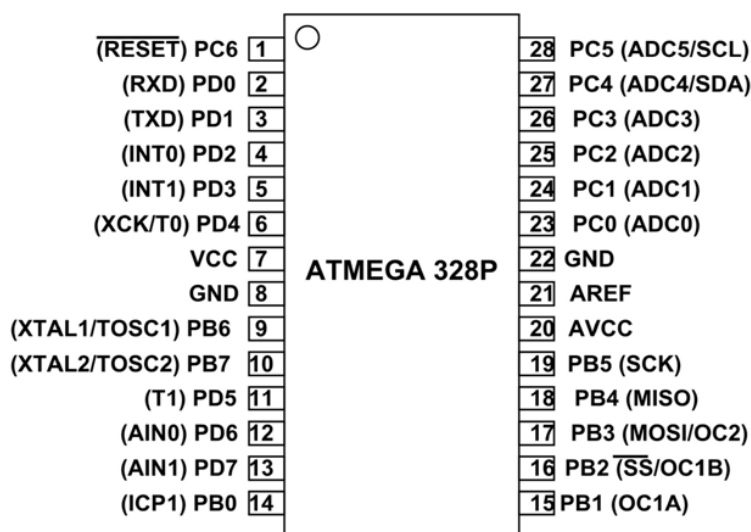 (RESET) PC6 1
(RXD) PD0 2
(TXD) PD1 3
(INT0) PD2 4
(INT1) PD3 5
(XCK/T0) PD4 6
VCC 7
GND 8
(XTAL1/TOSC1) PB6 9
(XTAL2/TOSC2) PB7 10
(T1) PD5 11
(AIN0) PD6 12
(AIN1) PD7 13
(ICP1) PB0 14
ATMEGA 328P
28 PC5 (ADC5/SCL)
27 PC4 (ADC4/SDA)
26 PC3 (ADC3)
25 PC2 (ADC2)
24 PC1 (ADC1)
23 PC0 (ADC0)
22 GND
21 AREF
20 AVCC
19 PB5 (SCK)
18 PB4 (MISO)
17 PB3 (MOSI/OC2)
16 PB2 (SS/OC1B)
15 PB1 (OC1A)